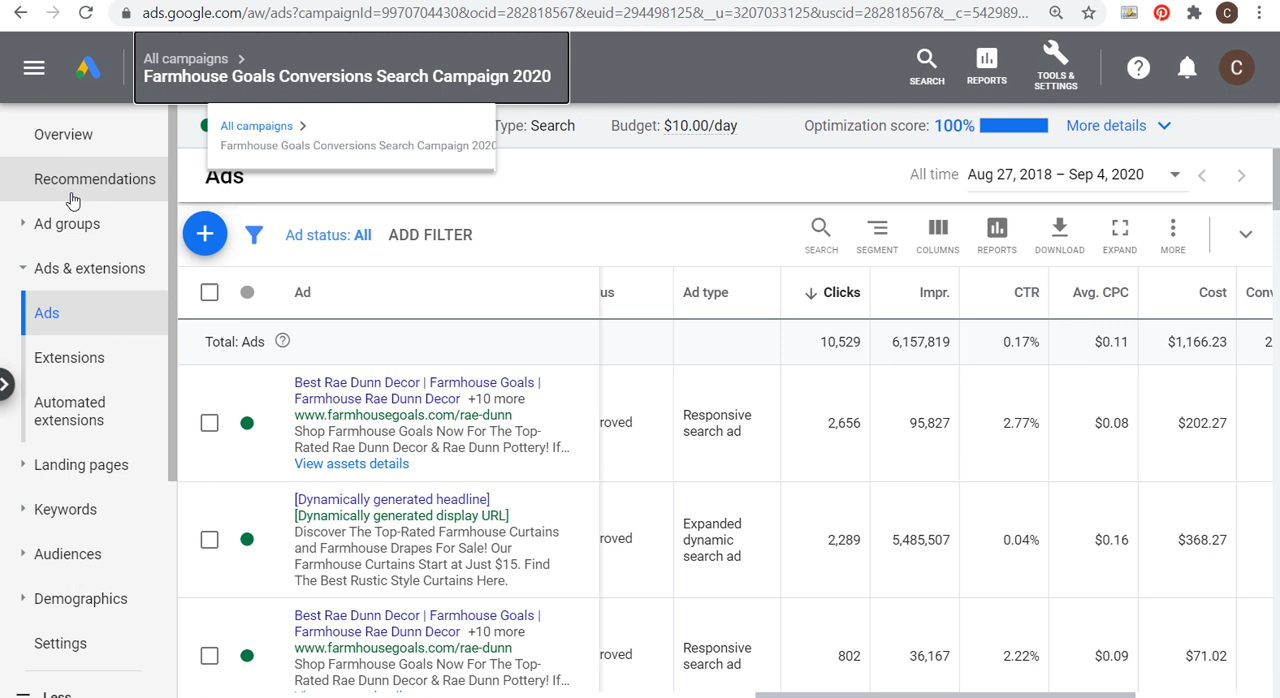 ads.google.com/aw/ads?campaignId=9970704430&ocid=282818567&euid=294498125&__u=3207033125&uscid=282818567&__c=542989...
C
All campaigns
Farmhouse Goals Conversions Search Campaign 2020
SEARCH
REPORTS
TOOLS &
SETTINGS
?
C
All campaigns
Farmhouse Goals Conversions Search Campaign 2020
Type: Search
Budget: $10.00/day
Optimization score: 100%
More details
Overview
Recommendations
Ad groups
Ads & extensions
Ads
Extensions
Automated
extensions
Landing pages
Keywords
Audiences
Demographics
Settings
Less
Ads
All time
Aug 27, 2018 – Sep 4, 2020
+
Ad status: All
ADD FILTER
SEARCH
SEGMENT
COLUMNS
REPORTS
DOWNLOAD
EXPAND
MORE
Ad
us
Ad type
Clicks
Impr.
CTR
Avg. CPC
Cost
Conv
Total: Ads ?
10,529
6,157,819
0.17%
$0.11
$1,166.23
2
Best Rae Dunn Decor | Farmhouse Goals |
Farmhouse Rae Dunn Decor +10 more
www.farmhousegoals.com/rae-dunn
Shop Farmhouse Goals Now For The Top-
Rated Rae Dunn Decor & Rae Dunn Pottery! If...
View assets details
roved
Responsive
search ad
2,656
95,827
2.77%
$0.08
$202.27
[Dynamically generated headline]
[Dynamically generated display URL]
Discover The Top-Rated Farmhouse Curtains
and Farmhouse Drapes For Sale! Our
Farmhouse Curtains Start at Just $15. Find
The Best Rustic Style Curtains Here.
roved
Expanded
dynamic
search ad
2,289
5,485,507
0.04%
$0.16
$368.27
Best Rae Dunn Decor | Farmhouse Goals |
Farmhouse Rae Dunn Decor +10 more
www.farmhousegoals.com/rae-dunn
Shop Farmhouse Goals Now For The Top-
Rated Rae Dunn Decor & Rae Dunn Pottery! If...
roved
Responsive
search ad
802
36,167
2.22%
$0.09
$71.02